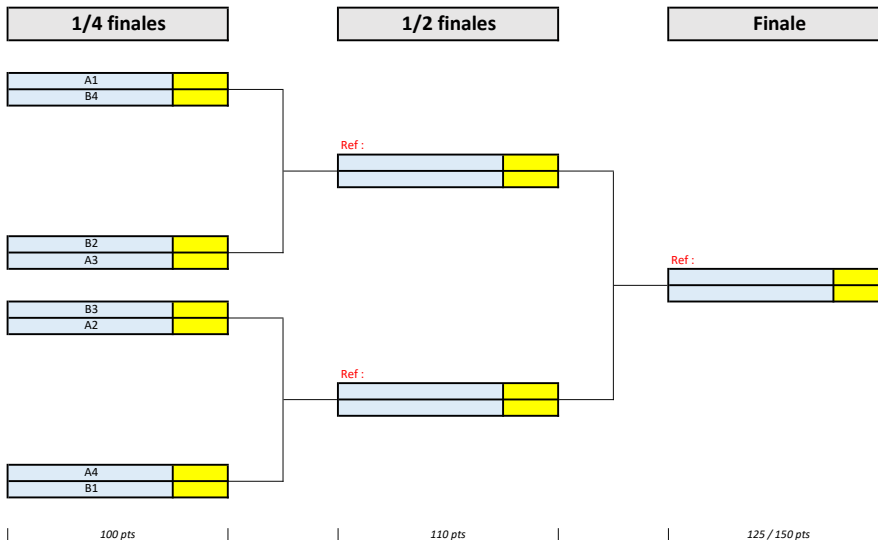 1/4 finales
1/2 finales
Finale
A1
B4
Ref :
B2
A3
Ref :
B3
A2
Ref :
A4
B1
100 pts
110 pts
125 / 150 pts